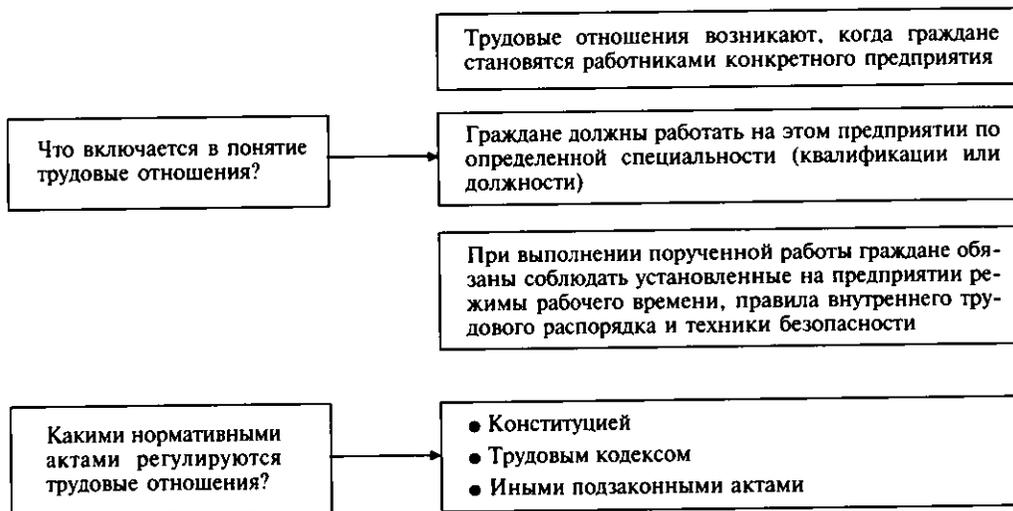 Трудовые отношения возникают, когда граждане
становятся работниками конкретного предприятия
Что включается в понятие
трудовые отношения?
Граждане должны работать на этом предприятии по
определенной специальности (квалификации или
должности)
При выполнении порученной работы граждане обя-
заны соблюдать установленные на предприятии ре-
жимы рабочего времени, правила внутреннего тру-
дового распорядка и техники безопасности
Какими нормативными
актами регулируются
трудовые отношения?
● Конституцией
● Трудовым кодексом
● Иными подзаконными актами